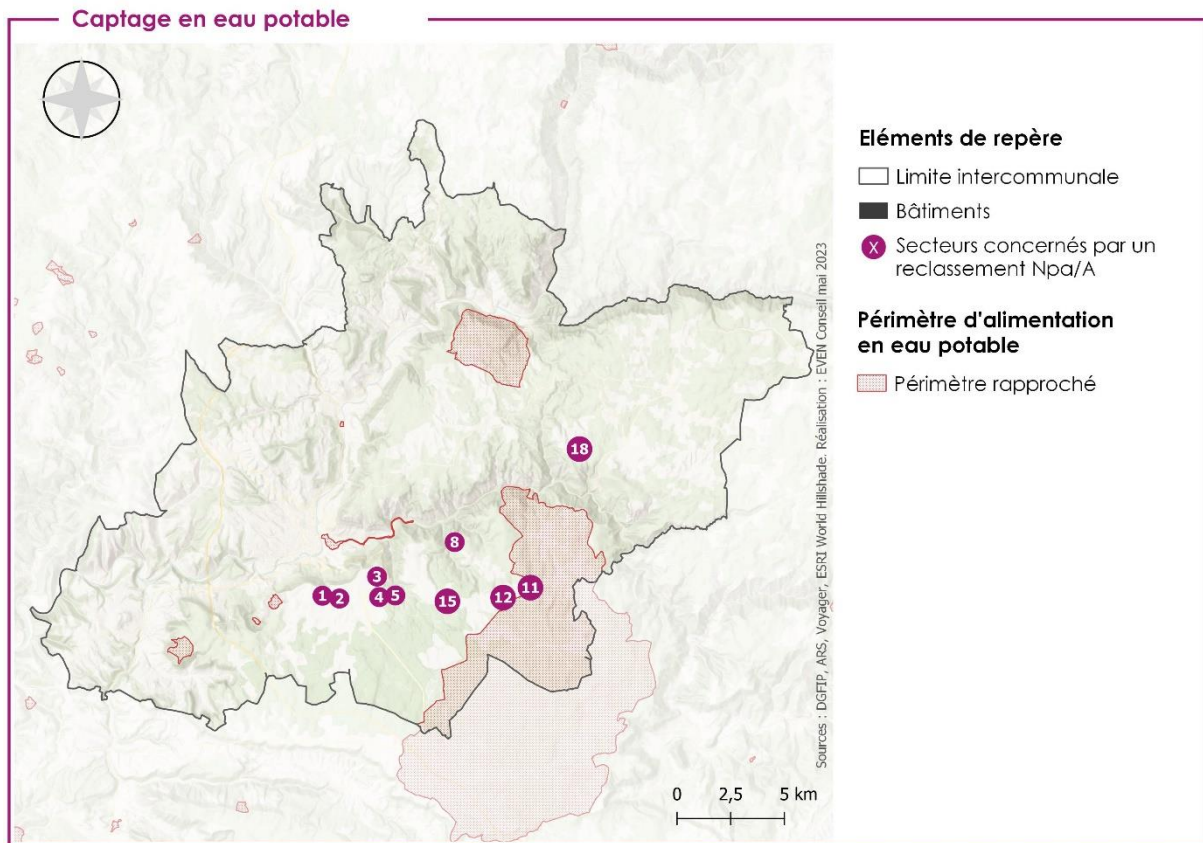 Captage en eau potable
Eléments de repère
Limite intercommunale
Bâtiments
X Secteurs concernés par un
reclassement Npa/A
Périmètre d'alimentation
en eau potable
Périmètre rapproché
18
8
3
1
2
4
5
15
12
11
Sources : DGFIP, ARS, Voyager, ESRI World Hillshade. Réalisation : EVEN Conseil mai 2023
0 2,5 5 km